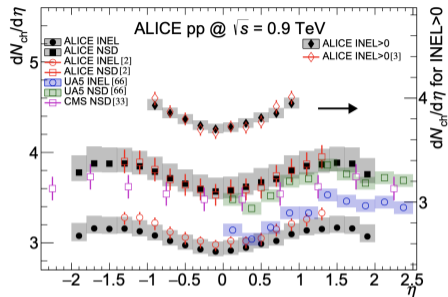 ALICE pp @ √s = 0.9 TeV
ALICE INEL
ALICE NSD
ALICE INEL[2]
ALICE NSD[2]
UA5 INEL [66]
UA5 NSD [66]
CMS NSD[33]
ALICE INEL>0
ALICE INEL>0[3]
dNch/dη
dNch/dη for INEL>0
5
4
3
4
3
−2 −1.5 −1 −0.5 0 0.5 1 1.5 2 2.5
η